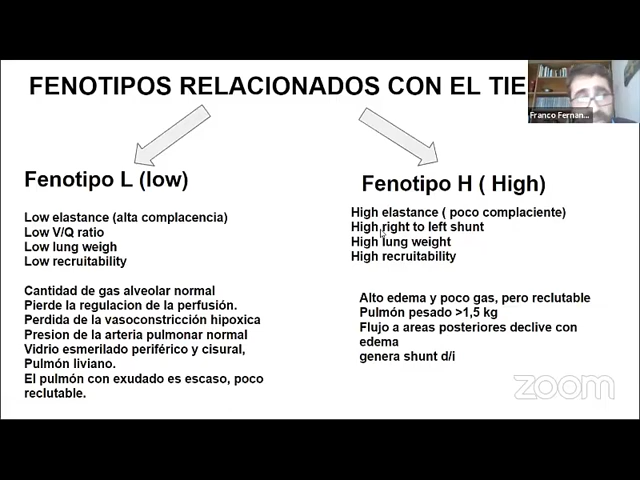 FENOTIPOS RELACIONADOS CON EL TIE
Franco Fernan...
Fenotipo L (low)
Low elastance (alta complacencia)
Low V/Q ratio
Low lung weigh
Low recruitability
Cantidad de gas alveolar normal
Pierde la regulacion de la perfusión.
Perdida de la vasoconstricción hipoxica
Presion de la arteria pulmonar normal
Vidrio esmerilado periférico y cisural,
Pulmón liviano.
El pulmón con exudado es escaso, poco
reclutable.
Fenotipo H ( High)
High elastance ( poco complaciente)
High right to left shunt
High lung weight
High recruitability
Alto edema y poco gas, pero reclutable
Pulmón pesado >1,5 kg
Flujo a areas posteriores declive con
edema
genera shunt d/i
zoom